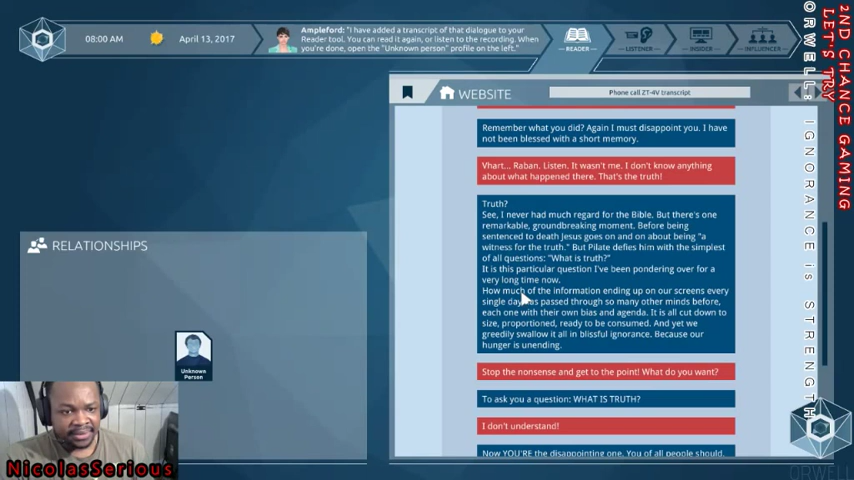 08:00 AM
April 13, 2017
Ampleford: "I have added a transcript of that dialogue to your
Reader tool. You can read it again, or listen to the recording. When
you're done, open the "Unknown person" profile on the left."
READER
LISTENER
INSIDER
INFLUENCER
WEBSITE
Phone call ZT-4V transcript
Remember what you did? Again I must disappoint you. I have
not been blessed with a short memory.
Vhart... Raban. Listen. It wasn't me. I don't know anything
about what happened there. That's the truth!
Truth?
See, I never had much regard for the Bible. But there's one
remarkable, groundbreaking moment. Before being
sentenced to death Jesus goes on and on about being "a
witness for the truth." But Pilate defies him with the simplest
of all questions: "What is truth?"
It is this particular question I've been pondering over for a
very long time now.
How much of the information ending up on our screens every
single day has passed through so many other minds before,
each one with their own bias and agenda. It is all cut down to
size, proportioned, ready to be consumed. And yet we
greedily swallow it all in blissful ignorance. Because our
hunger is unending.
Stop the nonsense and get to the point! What do you want?
To ask you a question: WHAT IS TRUTH?
I don't understand!
Now YOU'RE the disappointing one. You of all people should,
RELATIONSHIPS
Unknown
Person
NicolasSerious
2ND CHANCE GAMING
LET'S TRY
ORWELL: IGNORANCE is STRENGTH
ORWELL